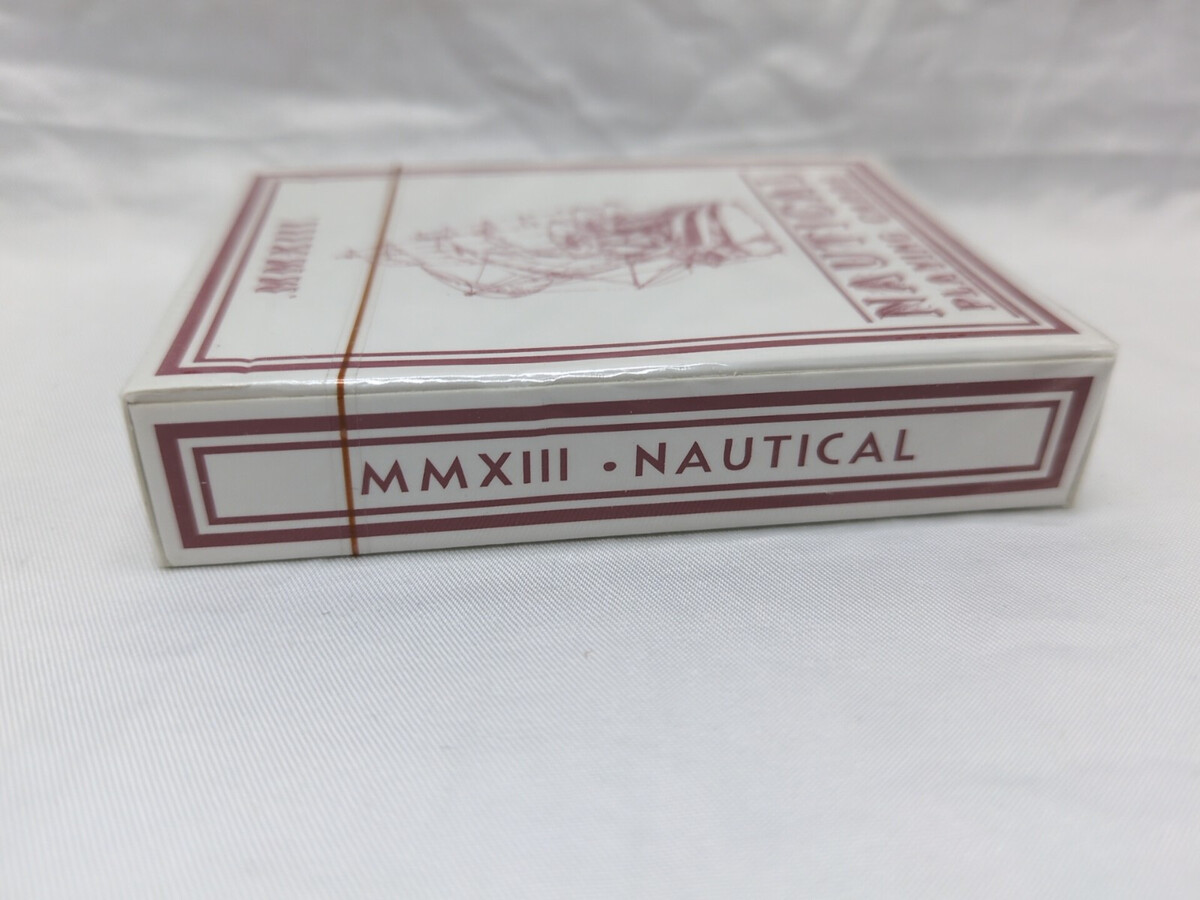 NAUTICAL
PLAYING CARDS
.MMXIII.
MMXIII • NAUTICAL